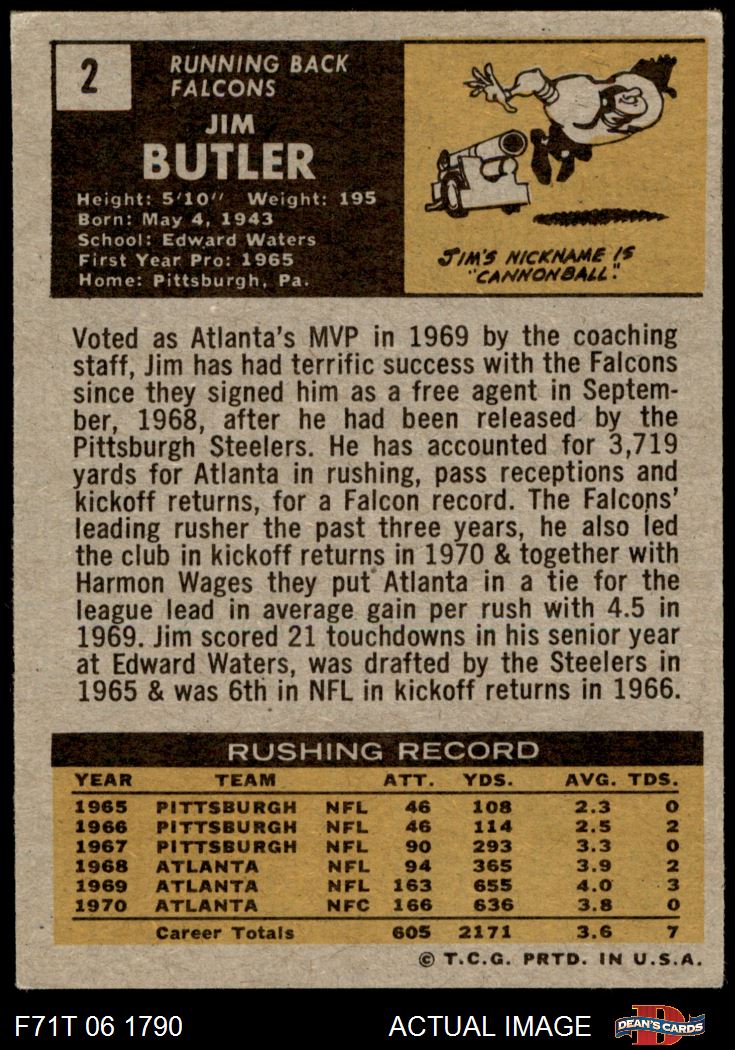 2
RUNNING BACK
FALCONS
JIM
BUTLER
Height: 5'10" Weight: 195
Born: May 4, 1943
School: Edward Waters
First Year Pro: 1965
Home: Pittsburgh, Pa.
JIM'S NICKNAME IS
"CANNONBALL".
Voted as Atlanta's MVP in 1969 by the coaching
staff, Jim has had terrific success with the Falcons
since they signed him as a free agent in Septem-
ber, 1968, after he had been released by the
Pittsburgh Steelers. He has accounted for 3,719
yards for Atlanta in rushing, pass receptions and
kickoff returns, for a Falcon record. The Falcons'
leading rusher the past three years, he also led
the club in kickoff returns in 1970 & together with
Harmon Wages they put Atlanta in a tie for the
league lead in average gain per rush with 4.5 in
1969. Jim scored 21 touchdowns in his senior year
at Edward Waters, was drafted by the Steelers in
1965 & was 6th in NFL in kickoff returns in 1966.
RUSHING RECORD
YEAR TEAM ATT. YDS. AVG. TDS.
1965 PITTSBURGH NFL 46 108 2.3 0
1966 PITTSBURGH NFL 46 114 2.5 2
1967 PITTSBURGH NFL 90 293 3.3 0
1968 ATLANTA NFL 94 365 3.9 2
1969 ATLANTA NFL 163 655 4.0 3
1970 ATLANTA NFC 166 636 3.8 0
Career Totals 605 2171 3.6 7
© T.C.G. PRTD. IN U.S.A.
F71T 06 1790 ACTUAL IMAGE D DEAN'S CARDS